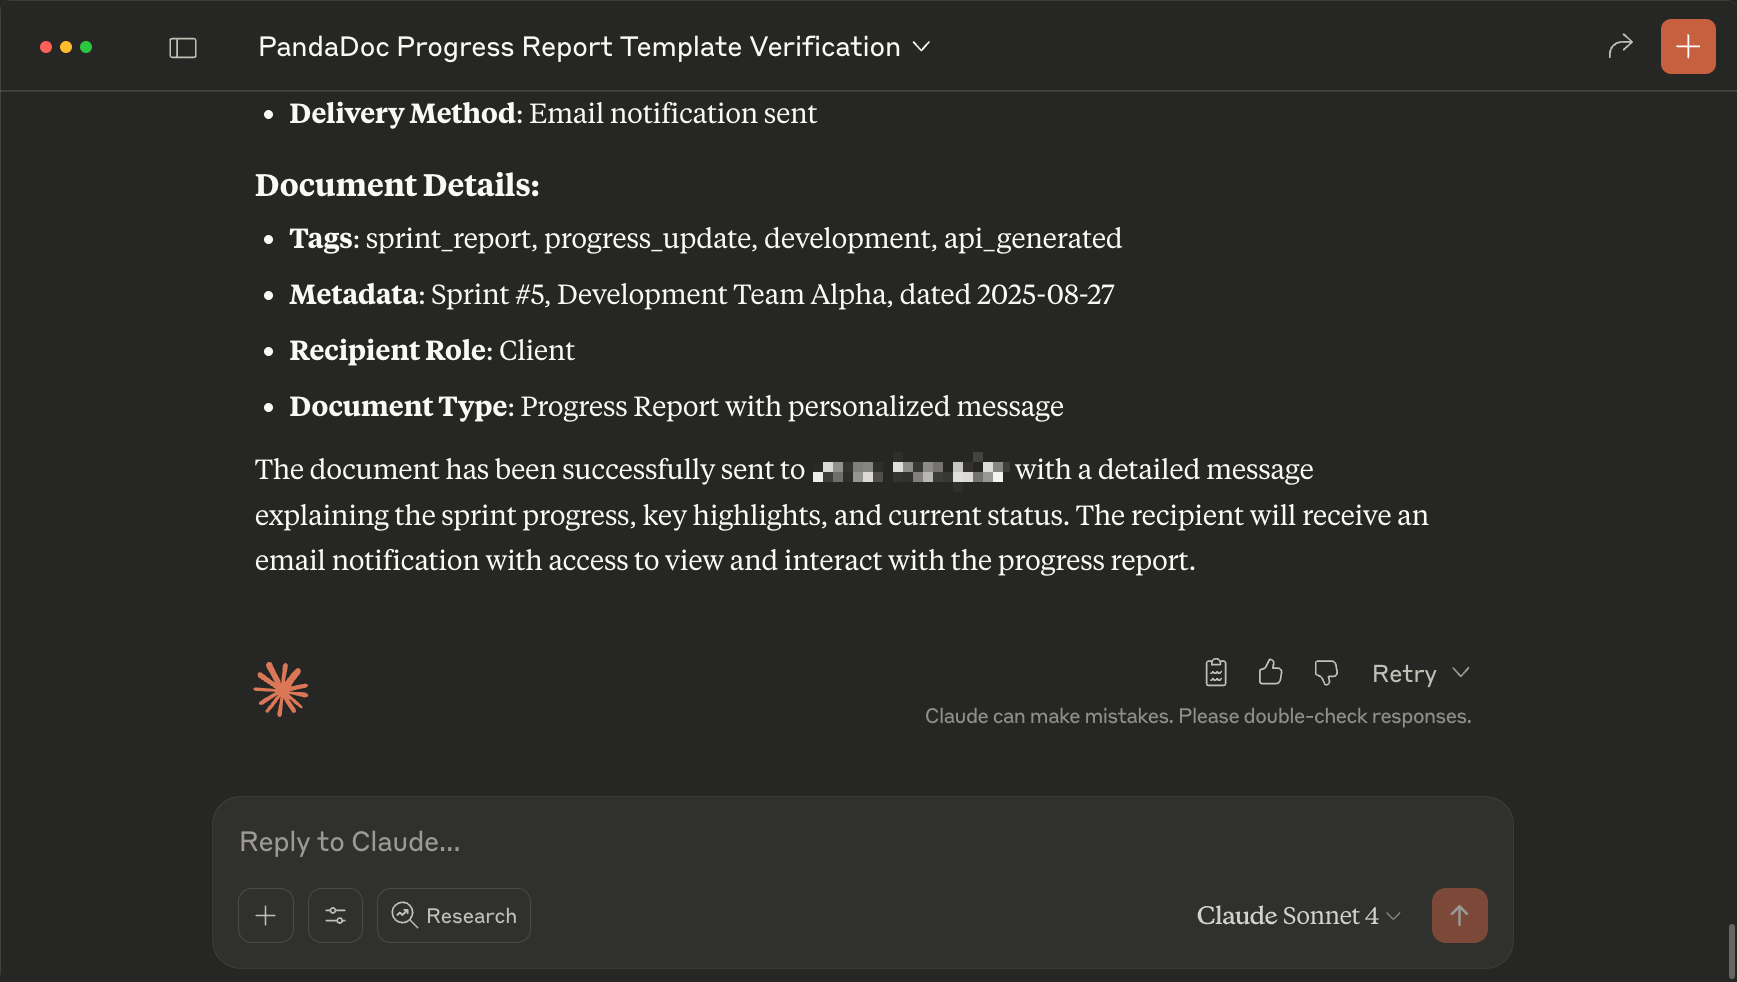 PandaDoc Progress Report Template Verification
• Delivery Method: Email notification sent
Document Details:
• Tags: sprint_report, progress_update, development, api_generated
• Metadata: Sprint #5, Development Team Alpha, dated 2025-08-27
• Recipient Role: Client
• Document Type: Progress Report with personalized message
The document has been successfully sent to with a detailed message
explaining the sprint progress, key highlights, and current status. The recipient will receive an
email notification with access to view and interact with the progress report.
Retry
Claude can make mistakes. Please double-check responses.
Reply to Claude...
Research
Claude Sonnet 4